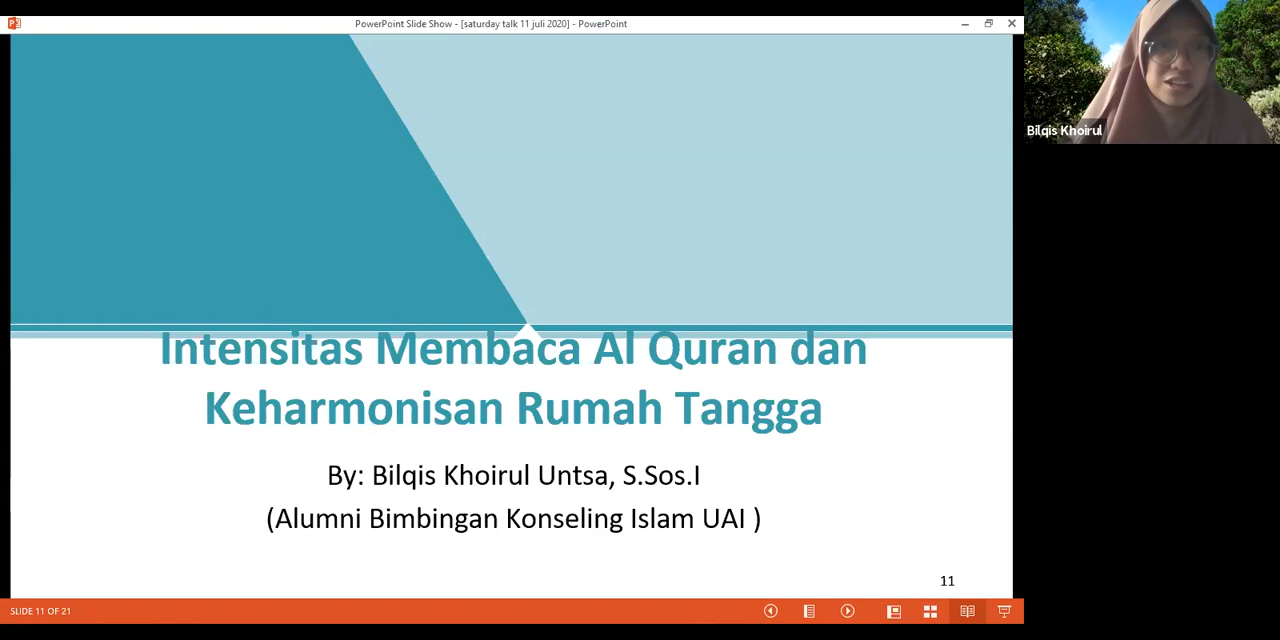 PowerPoint Slide Show - [saturday talk 11 juli 2020] - PowerPoint
Bilqis Khoirul
Intensitas Membaca Al Quran dan
Keharmonisan Rumah Tangga
By: Bilqis Khoirul Untsa, S.Sos.I
(Alumni Bimbingan Konseling Islam UAI )
11
SLIDE 11 OF 21